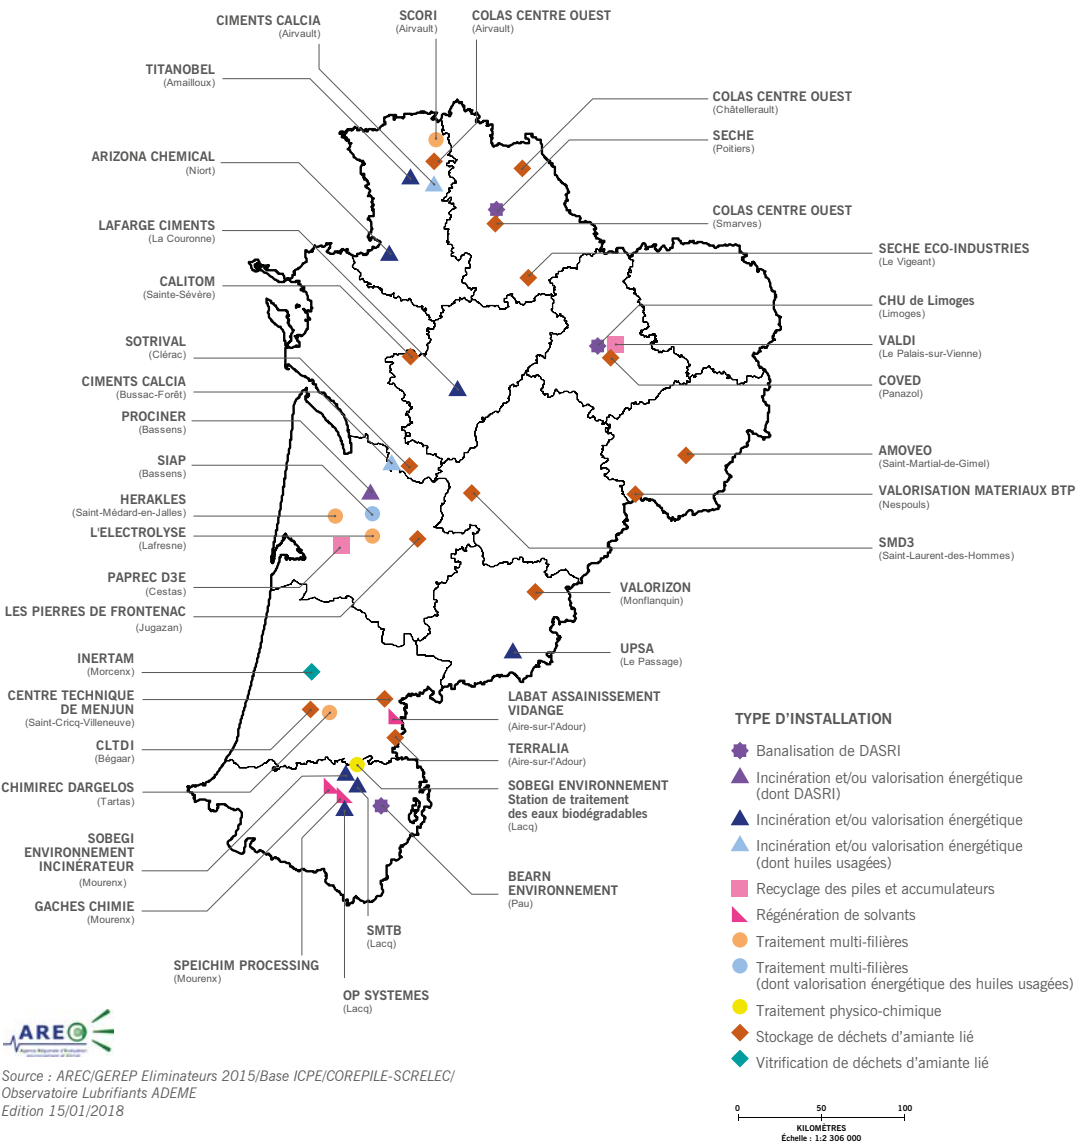 CIMENTS CALCIA
(Airvault)
SCORI
(Airvault)
COLAS CENTRE OUEST
(Airvault)
TITANOBEL
(Amailloux)
COLAS CENTRE OUEST
(Châtellerault)
SECHE
(Poitiers)
ARIZONA CHEMICAL
(Niort)
LAFARGE CIMENTS
(La Couronne)
COLAS CENTRE OUEST
(Smarves)
SECHE ECO-INDUSTRIES
(Le Vigeant)
CALITOM
(Sainte-Sévère)
CHU de Limoges
(Limoges)
SOTRIVAL
(Clérac)
VALDI
(Le Palais-sur-Vienne)
CIMENTS CALCIA
(Bussac-Forêt)
COVED
(Panazol)
PROCINER
(Bassens)
SIAP
(Bassens)
AMOVEO
(Saint-Martial-de-Gimel)
HERAKLES
(Saint-Médard-en-Jalles)
VALORISATION MATERIAUX BTP
(Nespouls)
L'ELECTROLYSE
(Lafresne)
SMD3
(Saint-Laurent-des-Hommes)
PAPREC D3E
(Cestas)
VALORIZON
(Monflanquin)
LES PIERRES DE FRONTENAC
(Jugazan)
UPSA
(Le Passage)
INERTAM
(Morcenx)
CENTRE TECHNIQUE
DE MENJUN
(Saint-Cricq-Villeneuve)
LABAT ASSAINISSEMENT
VIDANGE
(Aire-sur-l'Adour)
CLTDI
(Bégaar)
TERRALIA
(Aire-sur-l'Adour)
CHIMIREC DARGELOS
(Tartas)
SOBEGI ENVIRONNEMENT
Station de traitement
des eaux biodégradables
(Lacq)
SOBEGI
ENVIRONNEMENT
INCINÉRATEUR
(Mourenx)
BEARN
ENVIRONNEMENT
(Pau)
GACHES CHIMIE
(Mourenx)
SMTB
(Lacq)
SPEICHIM PROCESSING
(Mourenx)
OP SYSTEMES
(Lacq)
TYPE D'INSTALLATION
Banalisation de DASRI
Incinération et/ou valorisation énergétique
(dont DASRI)
Incinération et/ou valorisation énergétique
Incinération et/ou valorisation énergétique
(dont huiles usagées)
Recyclage des piles et accumulateurs
Régénération de solvants
Traitement multi-filières
Traitement multi-filières
(dont valorisation énergétique des huiles usagées)
Traitement physico-chimique
Stockage de déchets d'amiante lié
Vitrification de déchets d'amiante lié
AREC
Source : AREC/GEREP Eliminateurs 2015/Base ICPE/COREPILE-SCRELEC/
Observatoire Lubrifiants ADEME
Edition 15/01/2018
0 50 100
KILOMÈTRES
Échelle : 1:2 306 000